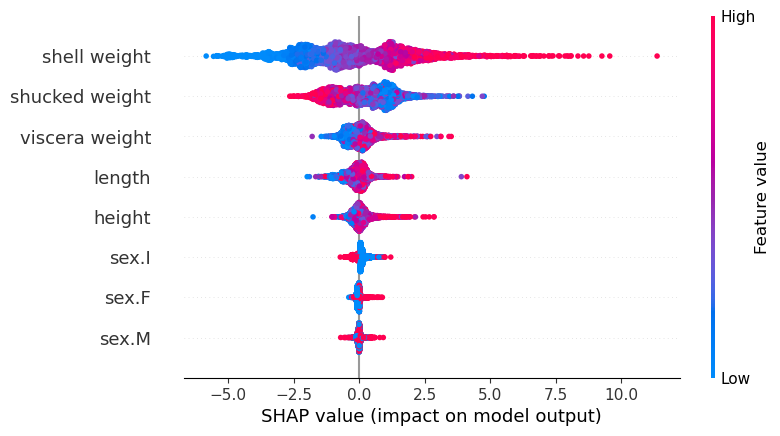 High
shell weight
shucked weight
viscera weight
length
height
sex.I
sex.F
sex.M
Feature value
Low
−5.0 −2.5 0.0 2.5 5.0 7.5 10.0
SHAP value (impact on model output)